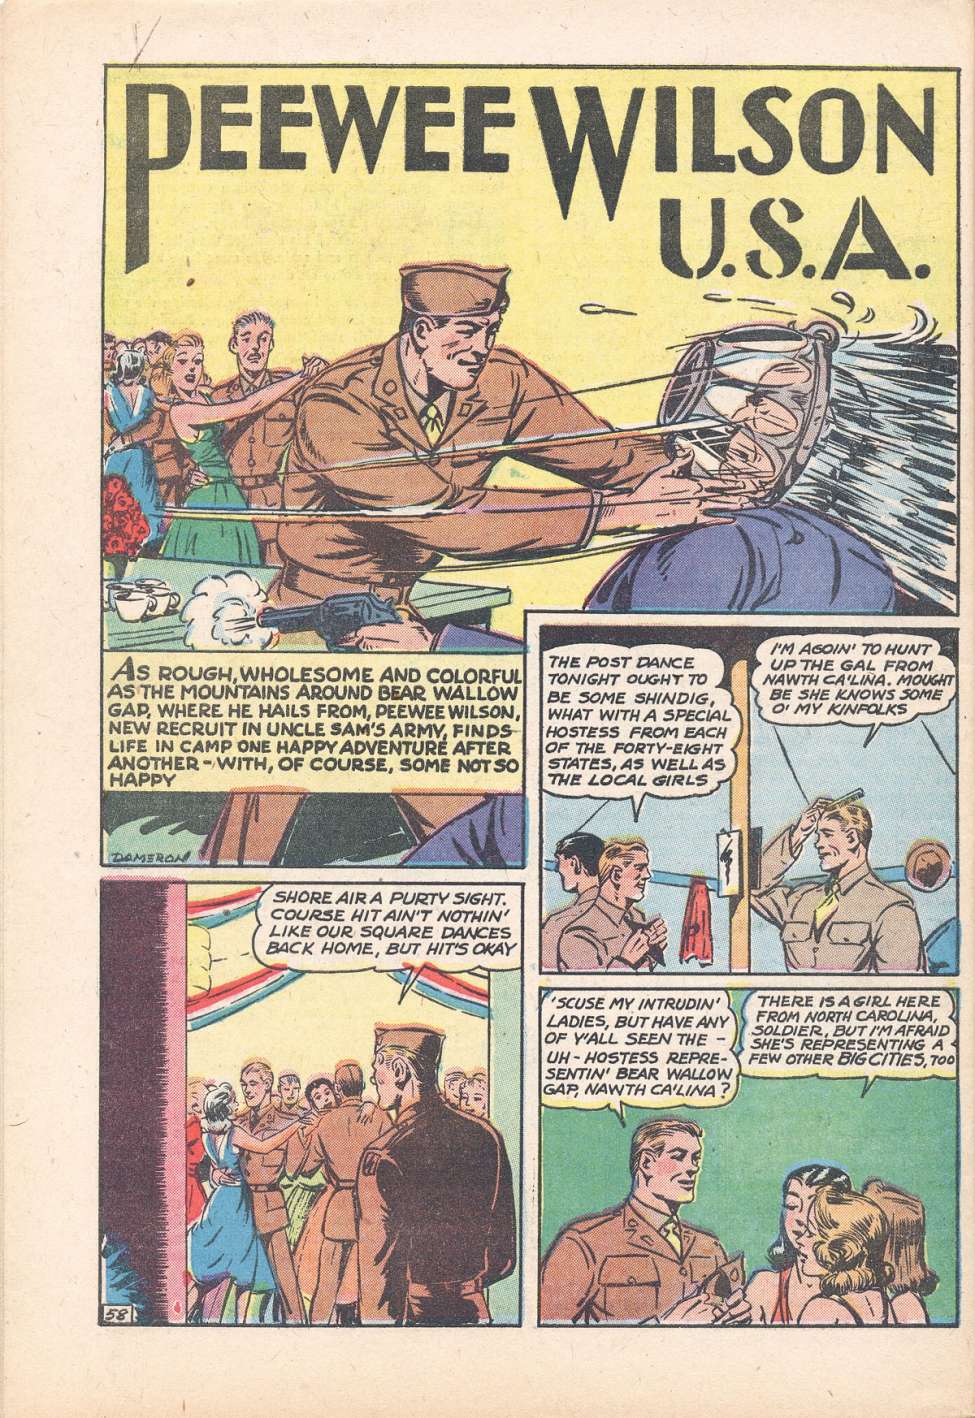 PEEWEE WILSON
U.S.A.
AS ROUGH, WHOLESOME AND COLORFUL
AS THE MOUNTAINS AROUND BEAR WALLOW
GAP, WHERE HE HAILS FROM, PEEWEE WILSON,
NEW RECRUIT IN UNCLE SAM'S ARMY, FINDS
LIFE IN CAMP ONE HAPPY ADVENTURE AFTER
ANOTHER - WITH, OF COURSE, SOME NOT SO
HAPPY
DAMERON
THE POST DANCE
TONIGHT OUGHT TO
BE SOME SHINDIG,
WHAT WITH A SPECIAL
HOSTESS FROM EACH
OF THE FORTY-EIGHT
STATES, AS WELL AS
THE LOCAL GIRLS
I'M AGOIN' TO HUNT
UP THE GAL FROM
NAWTH CA'LINA. MOUGHT
BE SHE KNOWS SOME
O' MY KINFOLKS
SHORE AIR A PURTY SIGHT.
COURSE HIT AIN'T NOTHIN'
LIKE OUR SQUARE DANCES
BACK HOME, BUT HIT'S OKAY
58
'SCUSE MY INTRUDIN'
LADIES, BUT HAVE ANY
OF Y'ALL SEEN THE -
UH - HOSTESS REPRE-
SENTIN' BEAR WALLOW
GAP, NAWTH CA'LINA?
THERE IS A GIRL HERE
FROM NORTH CAROLINA,
SOLDIER, BUT I'M AFRAID
SHE'S REPRESENTING A
FEW OTHER BIG CITIES, TOO